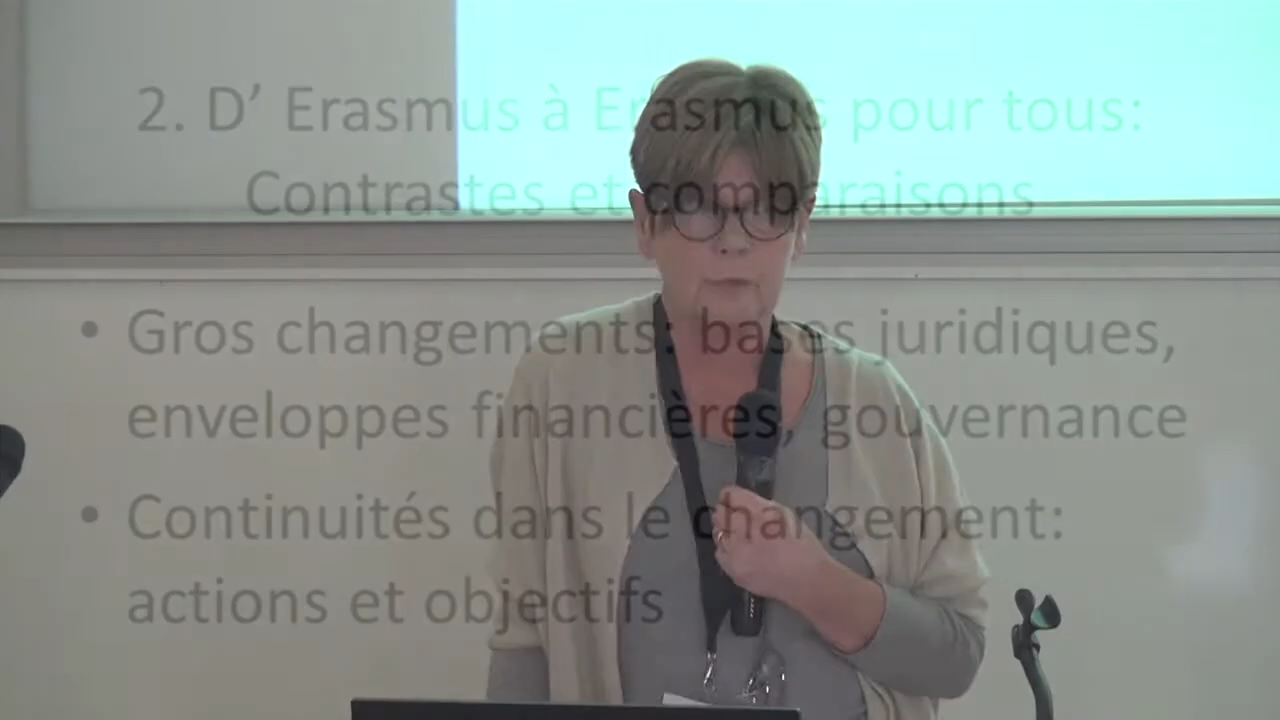 2. D’ Erasmus à Erasmus pour tous:
Contrastes et comparaisons
• Gros changements: bases juridiques,
enveloppes financières, gouvernance
• Continuités dans le changement:
actions et objectifs